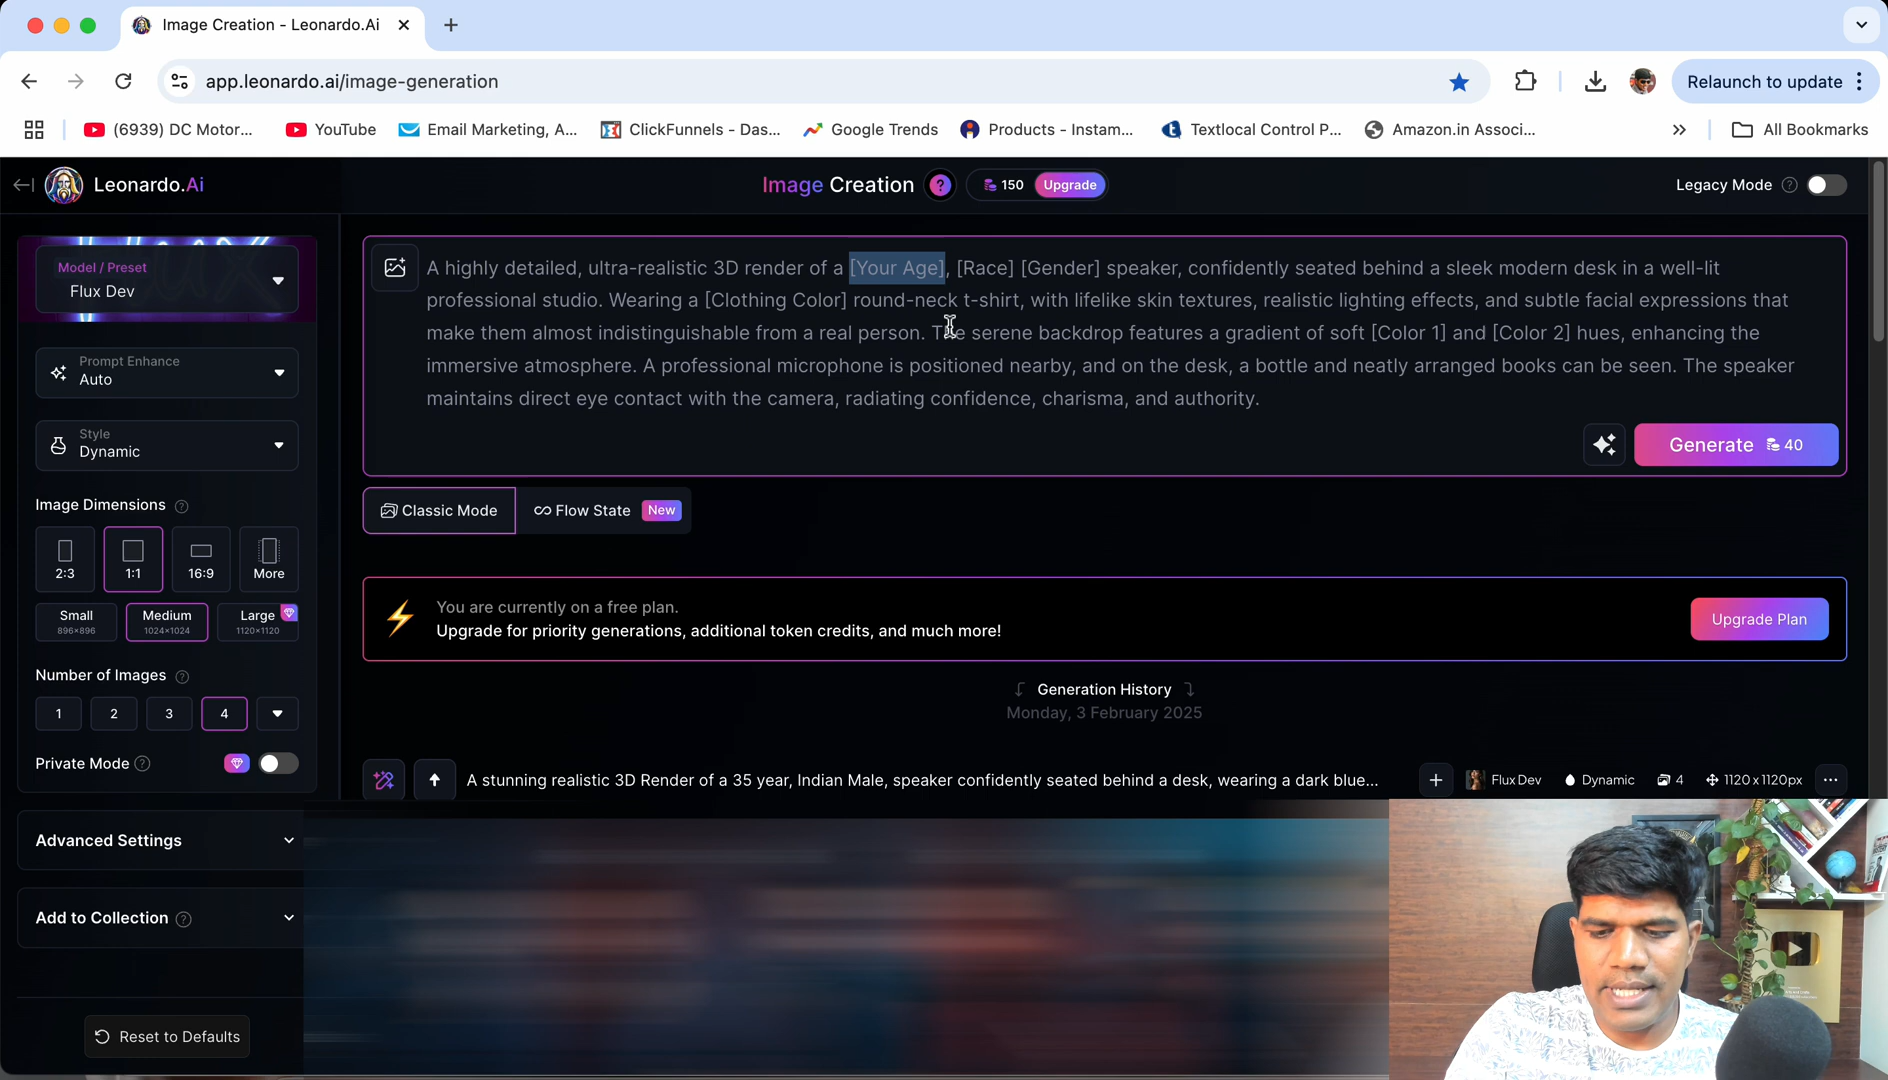 Image Creation - Leonardo.Ai
app.leonardo.ai/image-generation
Relaunch to update
(6939) DC Motor...
YouTube
Email Marketing, A...
ClickFunnels - Das...
Google Trends
Products - Instam...
Textlocal Control P...
Amazon.in Associ...
All Bookmarks
Leonardo.Ai
Image Creation
?
150
Upgrade
Legacy Mode
Model / Preset
Flux Dev
Prompt Enhance
Auto
Style
Dynamic
Image Dimensions
2:3
1:1
16:9
More
Small
896×896
Medium
1024×1024
Large
1120×1120
Number of Images
1
2
3
4
Private Mode
Advanced Settings
Add to Collection
Reset to Defaults
A highly detailed, ultra-realistic 3D render of a [Your Age], [Race] [Gender] speaker, confidently seated behind a sleek modern desk in a well-lit
professional studio. Wearing a [Clothing Color] round-neck t-shirt, with lifelike skin textures, realistic lighting effects, and subtle facial expressions that
make them almost indistinguishable from a real person. The serene backdrop features a gradient of soft [Color 1] and [Color 2] hues, enhancing the
immersive atmosphere. A professional microphone is positioned nearby, and on the desk, a bottle and neatly arranged books can be seen. The speaker
maintains direct eye contact with the camera, radiating confidence, charisma, and authority.
Generate 40
Classic Mode
Flow State
New
You are currently on a free plan.
Upgrade for priority generations, additional token credits, and much more!
Upgrade Plan
Generation History
Monday, 3 February 2025
A stunning realistic 3D Render of a 35 year, Indian Male, speaker confidently seated behind a desk, wearing a dark blue...
Flux Dev
Dynamic
4
1120 x 1120px